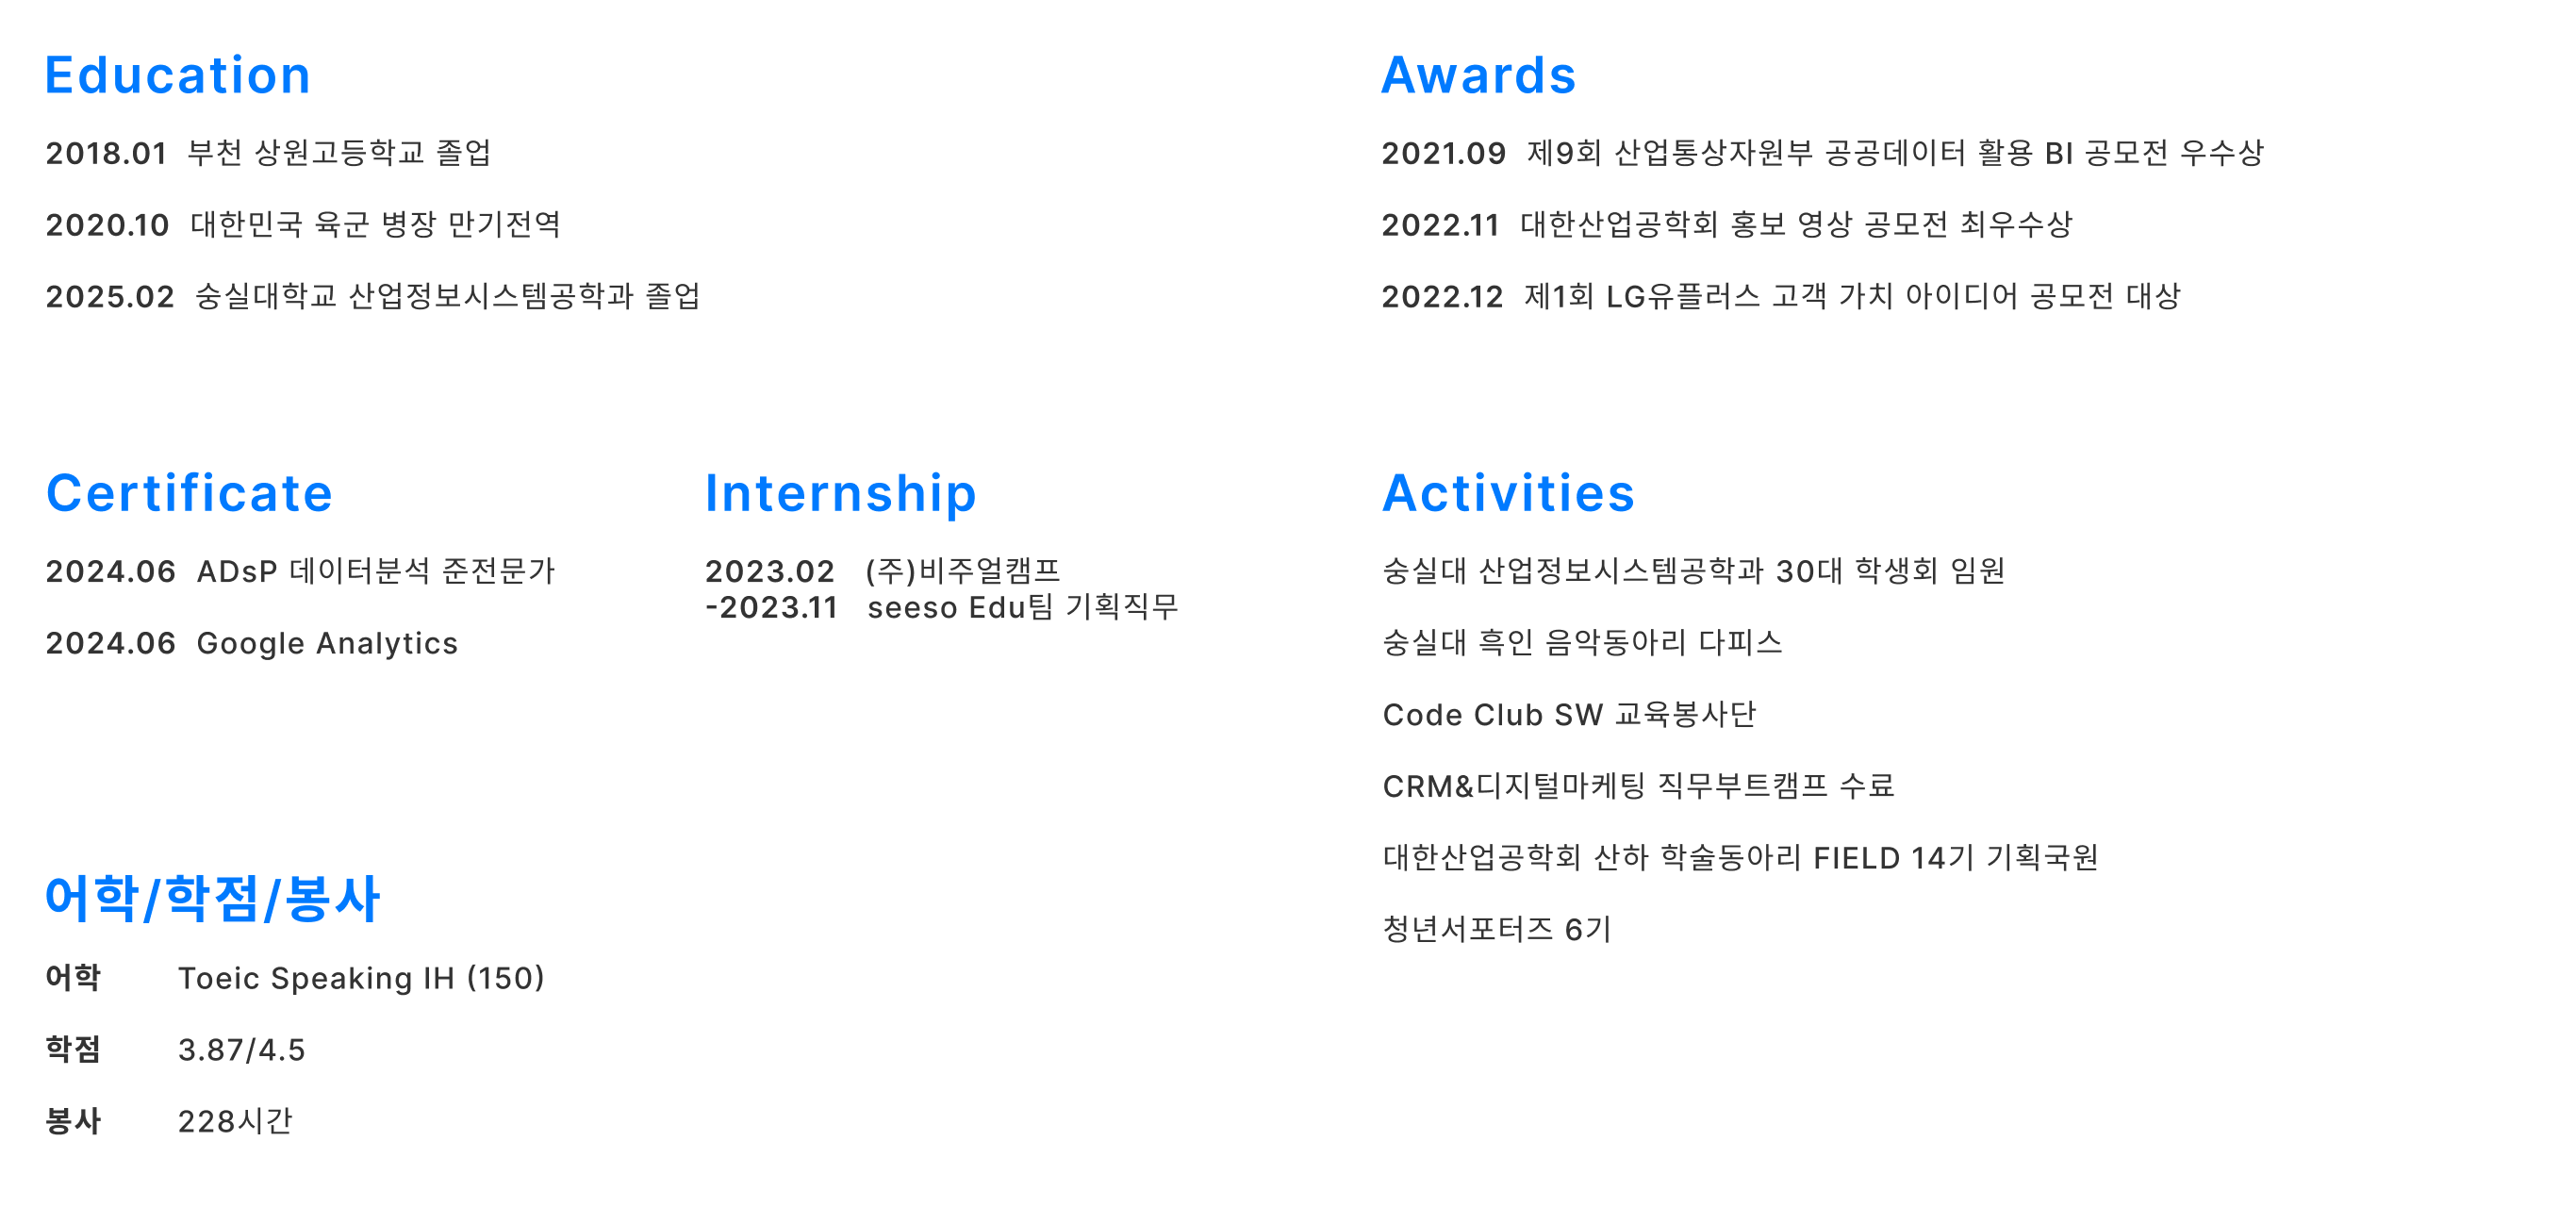 Education
2018.01 부천 상원고등학교 졸업
2020.10 대한민국 육군 병장 만기전역
2025.02 숭실대학교 산업정보시스템공학과 졸업
Awards
2021.09 제9회 산업통상자원부 공공데이터 활용 BI 공모전 우수상
2022.11 대한산업공학회 홍보 영상 공모전 최우수상
2022.12 제1회 LG유플러스 고객 가치 아이디어 공모전 대상
Certificate
2024.06 ADsP 데이터분석 준전문가
2024.06 Google Analytics
Internship
2023.02 (주)비주얼캠프
-2023.11 seeso Edu팀 기획직무
Activities
숭실대 산업정보시스템공학과 30대 학생회 임원
숭실대 흑인 음악동아리 다피스
Code Club SW 교육봉사단
CRM&디지털마케팅 직무부트캠프 수료
대한산업공학회 산하 학술동아리 FIELD 14기 기획국원
청년서포터즈 6기
어학/학점/봉사
어학 Toeic Speaking IH (150)
학점 3.87/4.5
봉사 228시간